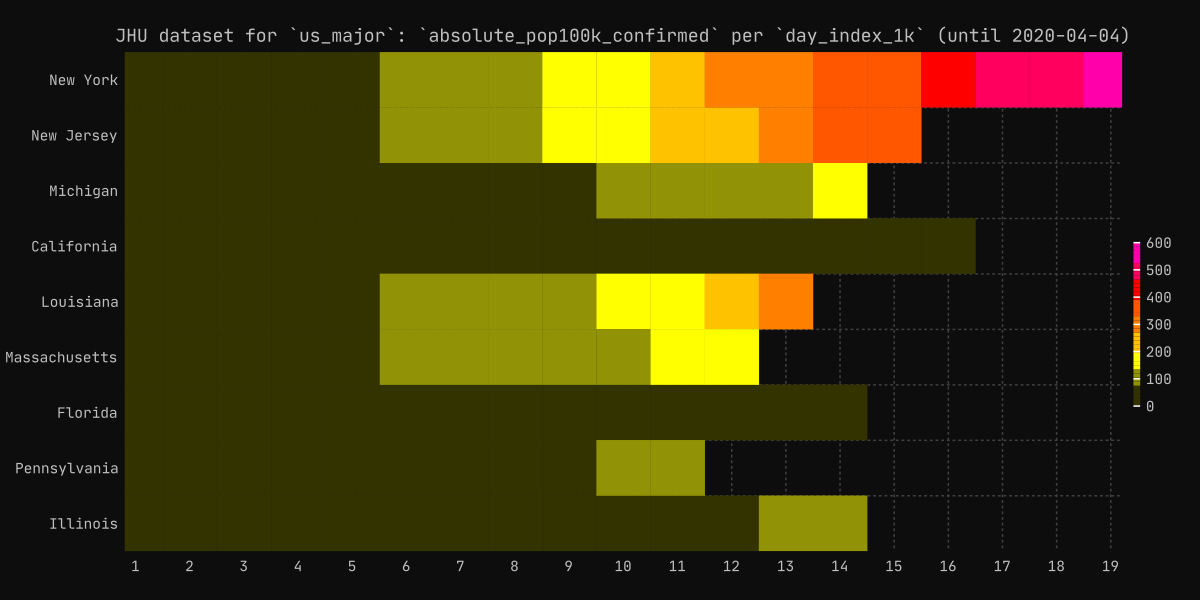 JHU dataset for `us_major`: `absolute_pop100k_confirmed` per `day_index_1k` (until 2020-04-04)
New York
New Jersey
Michigan
California
Louisiana
Massachusetts
Florida
Pennsylvania
Illinois
600
500
400
300
200
100
0
1 2 3 4 5 6 7 8 9 10 11 12 13 14 15 16 17 18 19